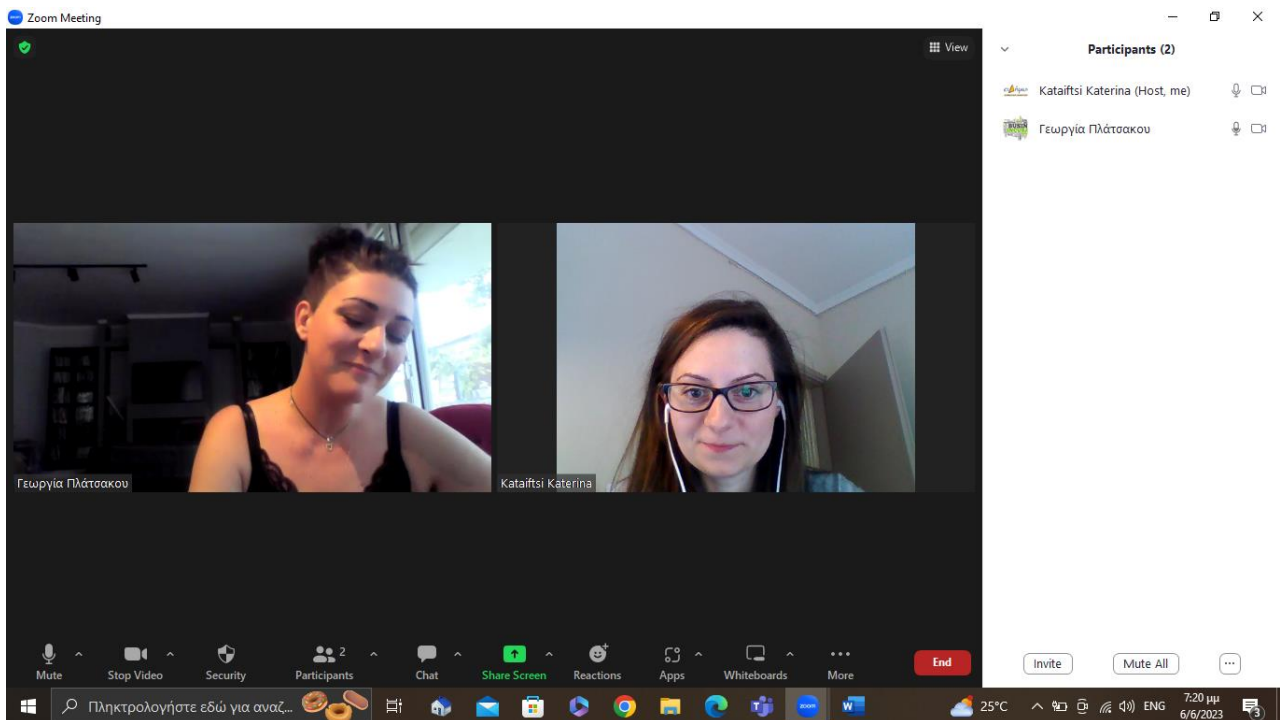 Zoom Meeting
View
Participants (2)
Kataiftsi Katerina (Host, me)
Γεωργία Πλάτσακου
Γεωργία Πλάτσακου
Kataiftsi Katerina
2
Mute
Stop Video
Security
Participants
Chat
Share Screen
Reactions
Apps
Whiteboards
More
End
Invite
Mute All
Πληκτρολογήστε εδώ για αναζ...
zoom
25°C
ENG
7:20 μμ
6/6/2023
3